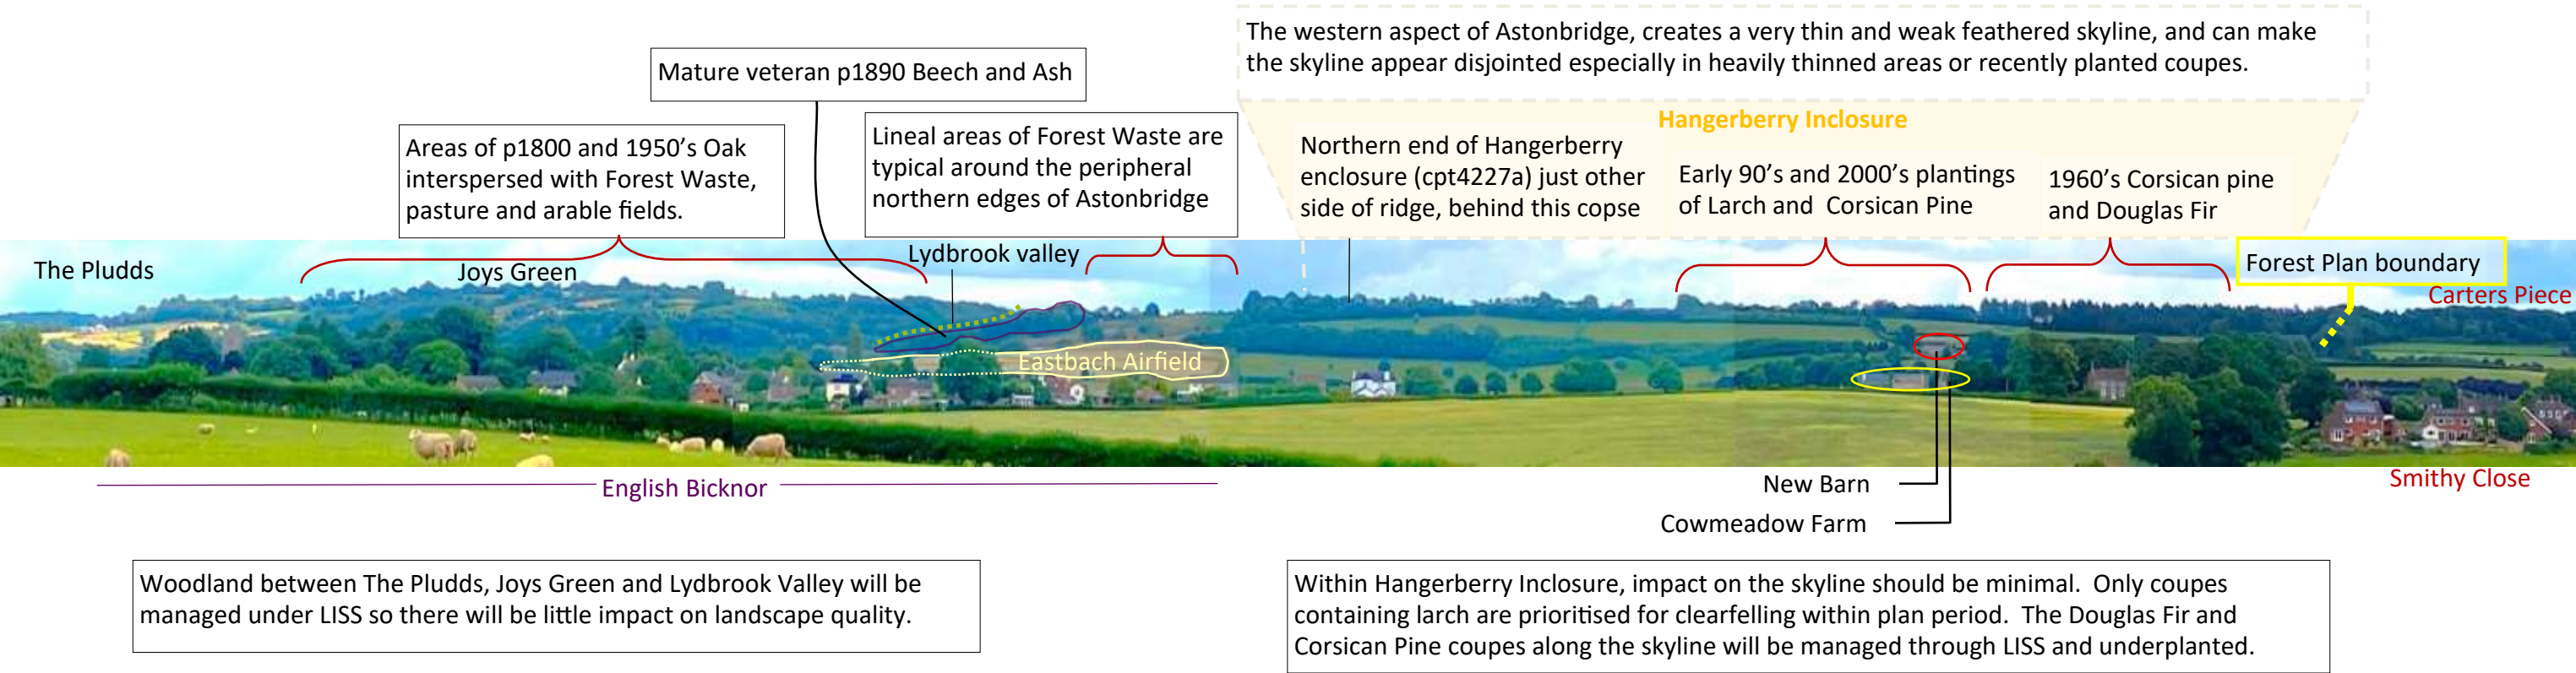 The western aspect of Astonbridge, creates a very thin and weak feathered skyline, and can make
the skyline appear disjointed especially in heavily thinned areas or recently planted coupes.
Mature veteran p1890 Beech and Ash
Areas of p1800 and 1950's Oak
interspersed with Forest Waste,
pasture and arable fields.
Lineal areas of Forest Waste are
typical around the peripheral
northern edges of Astonbridge
Hangerberry Inclosure
Northern end of Hangerberry
enclosure (cpt4227a) just other
side of ridge, behind this copse
Early 90's and 2000's plantings
of Larch and Corsican Pine
1960's Corsican pine
and Douglas Fir
The Pludds
Joys Green
Lydbrook valley
Forest Plan boundary
Carters Piece
Eastbach Airfield
English Bicknor
New Barn
Cowmeadow Farm
Smithy Close
Woodland between The Pludds, Joys Green and Lydbrook Valley will be
managed under LISS so there will be little impact on landscape quality.
Within Hangerberry Inclosure, impact on the skyline should be minimal. Only coupes
containing larch are prioritised for clearfelling within plan period. The Douglas Fir and
Corsican Pine coupes along the skyline will be managed through LISS and underplanted.